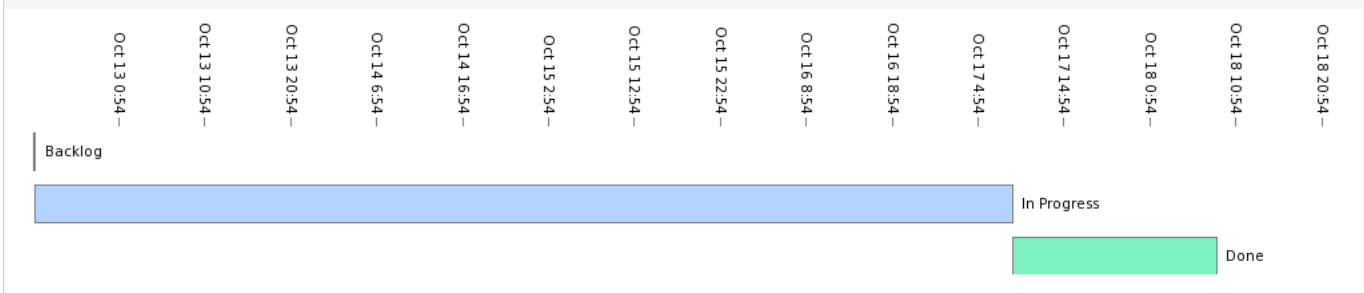 Oct 13 0:54
Oct 13 10:54
Oct 13 20:54
Oct 14 6:54
Oct 14 16:54
Oct 15 2:54
Oct 15 12:54
Oct 15 22:54
Oct 16 8:54
Oct 16 18:54
Oct 17 4:54
Oct 17 14:54
Oct 18 0:54
Oct 18 10:54
Oct 18 20:54
Backlog
In Progress
Done